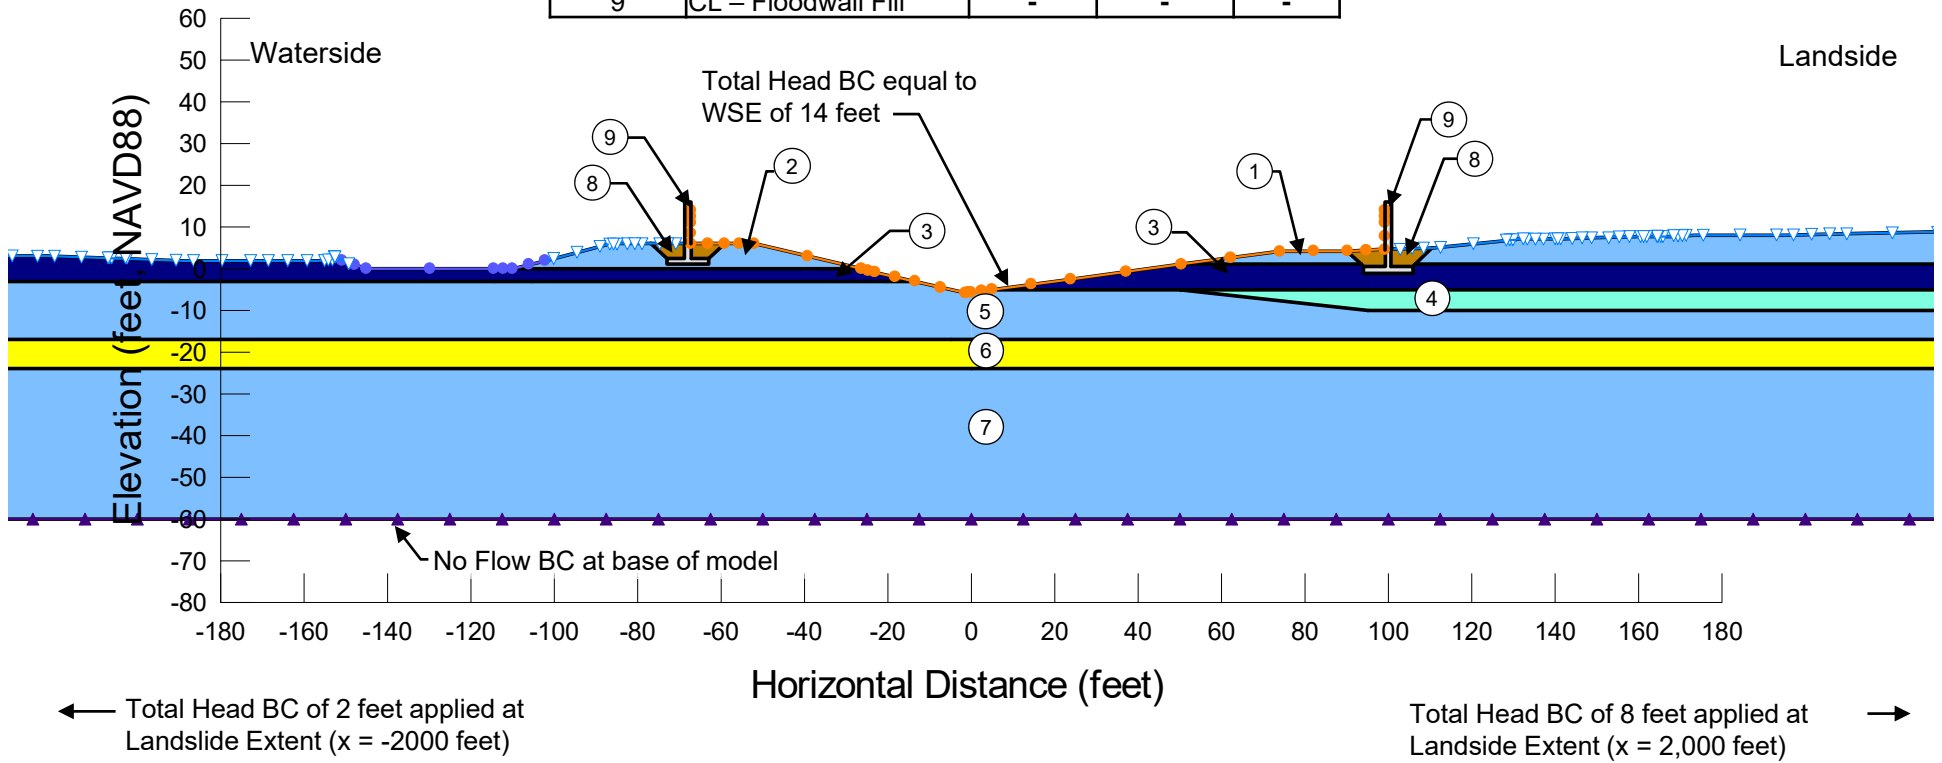 9 CL – Floodwall Fill - - -
60
Waterside
Landside
50
Total Head BC equal to
WSE of 14 feet
40
30
20
10
0
-10
-20
-30
-40
-50
-60
-70
-80
Elevation (feet, NAVD88)
9
8
2
3
9
8
1
3
4
5
6
7
No Flow BC at base of model
-180 -160 -140 -120 -100 -80 -60 -40 -20 0 20 40 60 80 100 120 140 160 180
Horizontal Distance (feet)
Total Head BC of 2 feet applied at
Landslide Extent (x = -2000 feet)
Total Head BC of 8 feet applied at
Landside Extent (x = 2,000 feet)